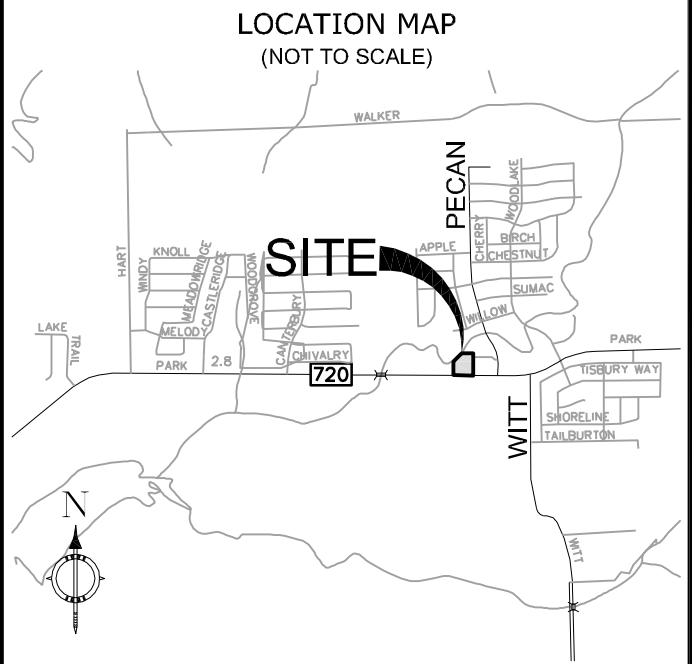 LOCATION MAP
(NOT TO SCALE)
WALKER
PECAN
WOODLAKE
CHERRY
BIRCH
CHESTNUT
APPLE
SITE
HART
KNOLL
WINDY
MEADOWRIDGE
CASTLERIDGE
WOODGROVE
CANTERBURY
SUMAC
WILLOW
LAKE
TRAIL
MELODY
CHIVALRY
PARK
2.8
720
PARK
TISBURY WAY
WITT
SHORELINE
TAILBURTON
N
WITT